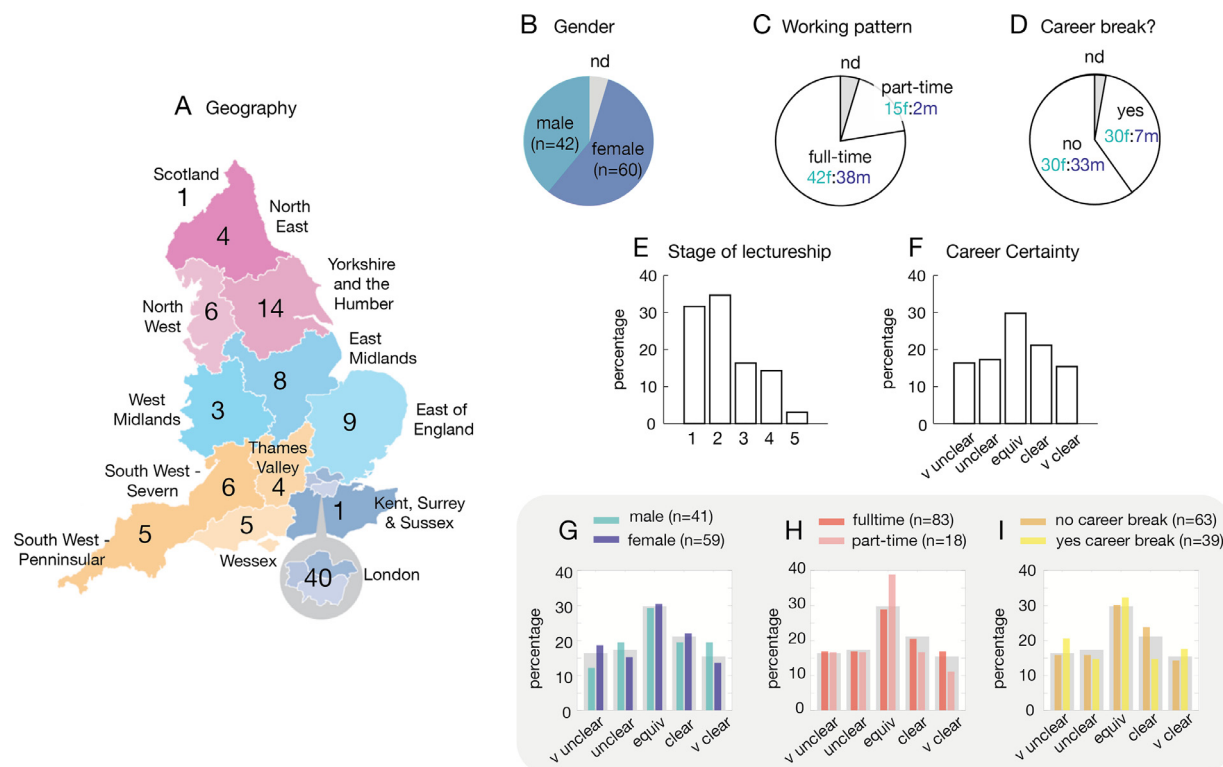 B Gender
nd
male
(n=42)
female
(n=60)
C Working pattern
nd
part-time
15f:2m
full-time
42f:38m
D Career break?
nd
yes
30f:7m
no
30f:33m
A Geography
Scotland
1
North
East
4
Yorkshire
and the
Humber
14
North
West
6
East
Midlands
8
West
Midlands
3
East of
England
9
Thames
Valley
4
South West -
Severn
6
Kent, Surrey
& Sussex
1
South West -
Penninsular
5
Wessex
5
London
40
E Stage of lectureship
percentage
40
30
20
10
0
1 2 3 4 5
F Career Certainty
percentage
40
30
20
10
0
v unclear
unclear
equiv
clear
v clear
G
male (n=41)
female (n=59)
percentage
40
30
20
10
0
v unclear
unclear
equiv
clear
v clear
H
fulltime (n=83)
part-time (n=18)
percentage
40
30
20
10
0
v unclear
unclear
equiv
clear
v clear
I
no career break (n=63)
yes career break (n=39)
percentage
40
30
20
10
0
v unclear
unclear
equiv
clear
v clear